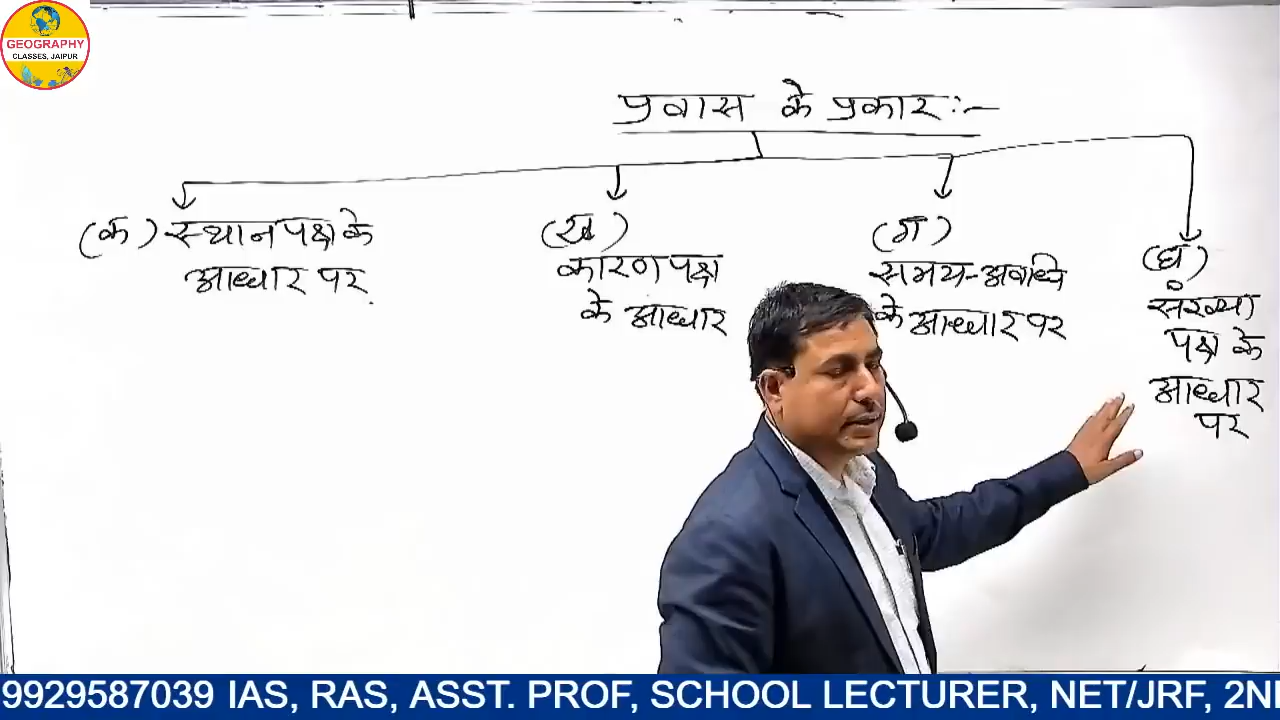 GEOGRAPHY
CLASSES, JAIPUR
प्रवास के प्रकार :-
(क) स्थान पक्ष के
आधार पर
(ख)
कारण पक्ष
के आधार
(ग)
समय-अवधि
के आधार पर
(घ)
संख्या
पक्ष के
आधार
पर
9929587039 IAS, RAS, ASST. PROF, SCHOOL LECTURER, NET/JRF, 2N